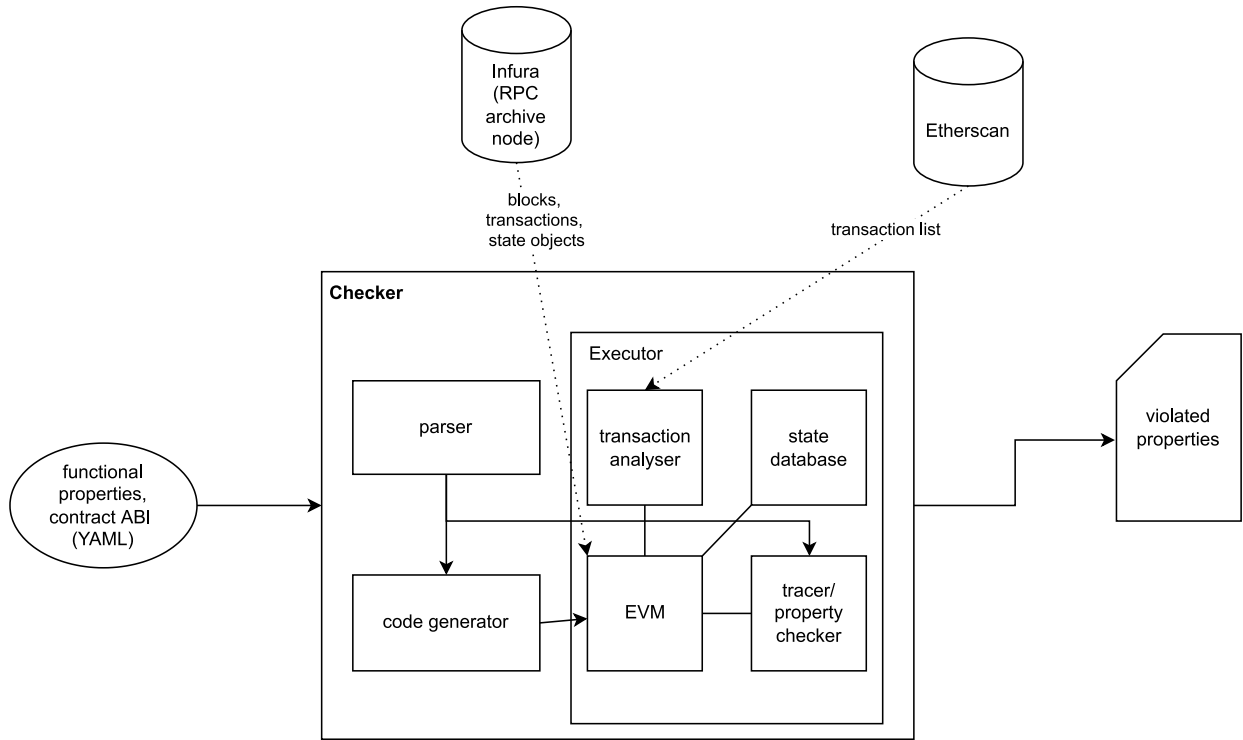 Infura
(RPC
archive
node)
Etherscan
blocks,
transactions,
state objects
transaction list
Checker
Executor
parser
transaction
analyser
state
database
violated
properties
functional
properties,
contract ABI
(YAML)
code generator
EVM
tracer/
property
checker